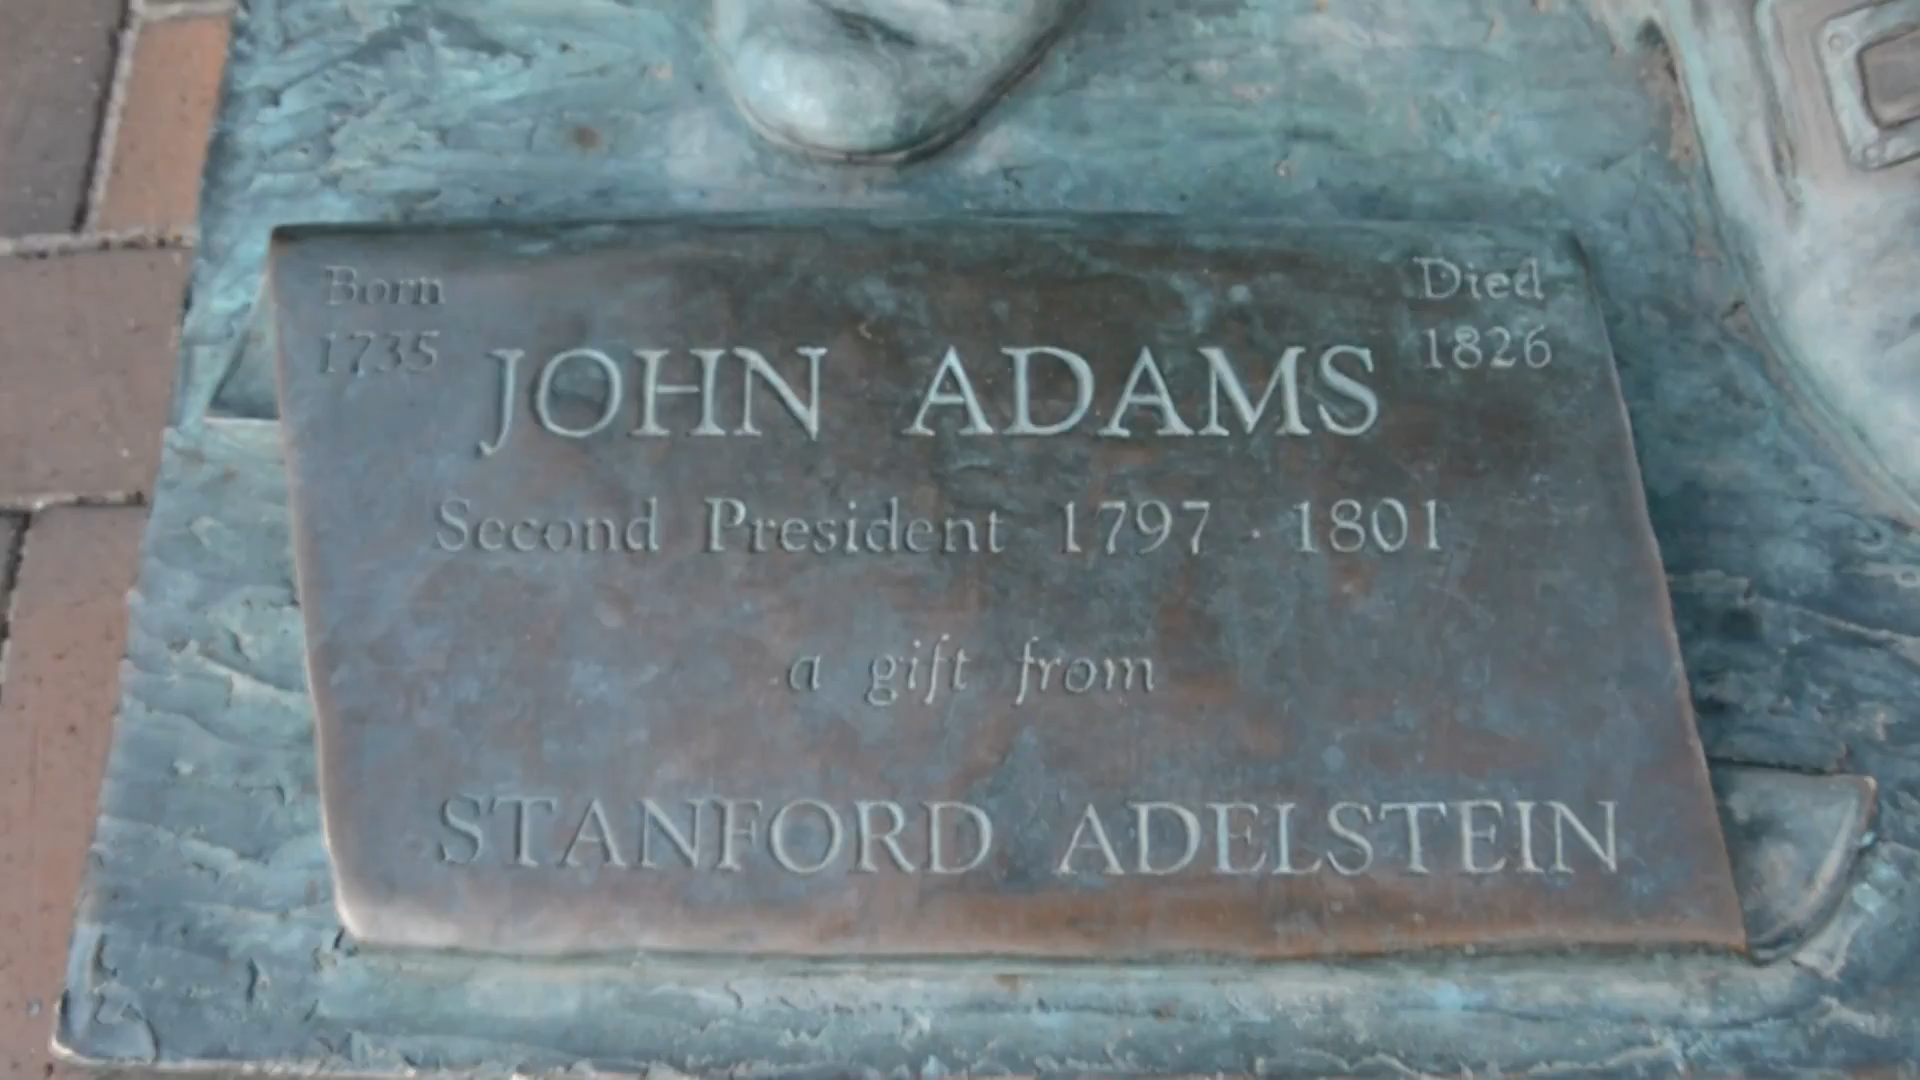 Born
1735
Died
1826
JOHN ADAMS
Second President 1797 · 1801
a gift from
STANFORD ADELSTEIN